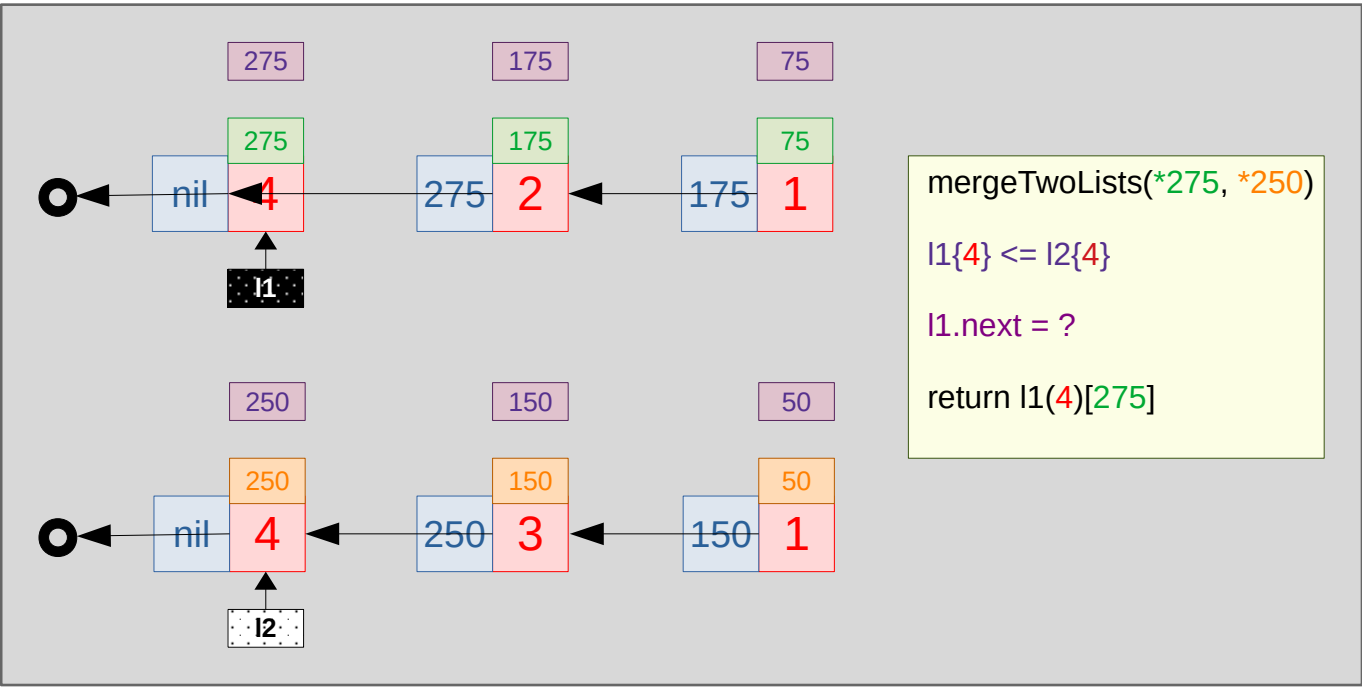 275 175 75
275 175 75
nil 4 275 2 175 1
l1
mergeTwoLists(*275, *250)
l1{4} <= l2{4}
l1.next = ?
return l1(4)[275]
250 150 50
250 150 50
nil 4 250 3 150 1
l2